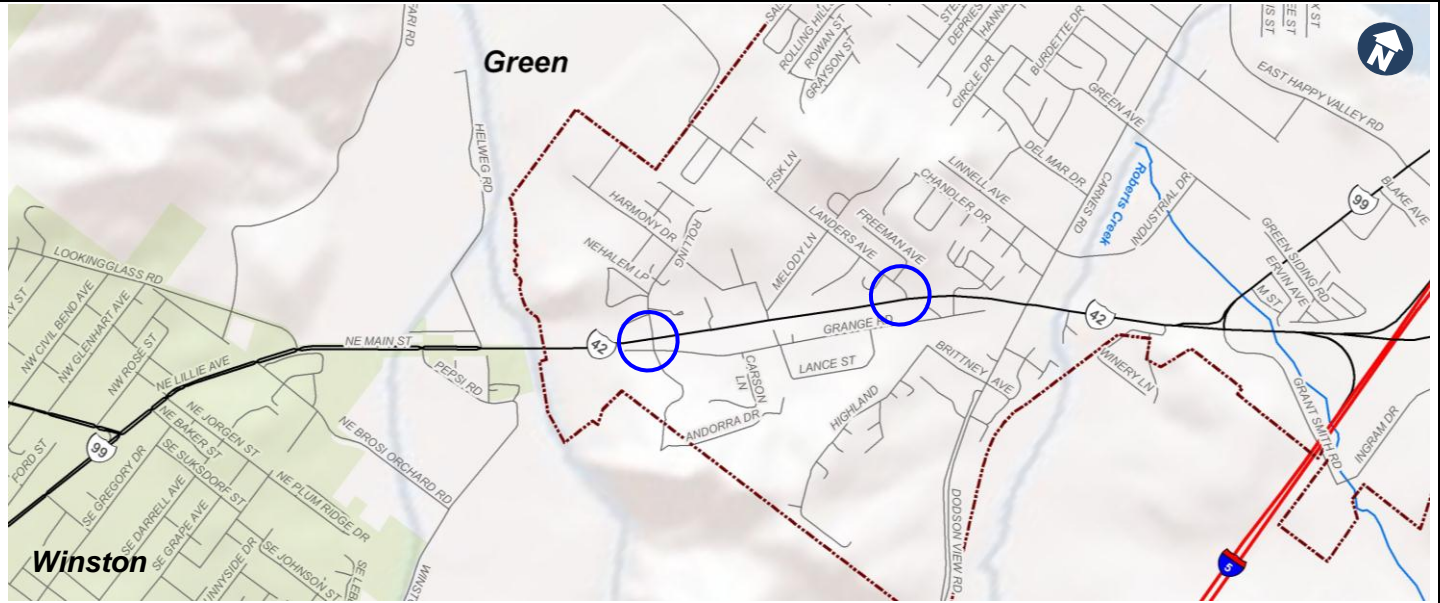 Green
Winston
N
ROLLING HILLS
ROWAN ST
GRAYSON ST
CIRCLE DR
BURDETTE DR
GREEN AVE
EAST HAPPY VALLEY RD
HELWEG RD
FISK LN
LINNELL AVE
DEL MAR DR
CARNES RD
Roberts Creek
INDUSTRIAL DR
99
BLAKE AVE
CHANDLER DR
HARMONY DR
ROLLING
LANDERS AVE
FREEMAN AVE
MELODY LN
NEHALEM LP
GREEN SIDING RD
ERVIN AVE
M ST
LOOKINGGLASS RD
NW CIVIL BEND AVE
NW GLENHART AVE
NW ROSE ST
NE MAIN ST
42
GRANGE RD
42
PEPSI RD
NE LILLIE AVE
CARSON LN
LANCE ST
BRITTNEY AVE
WINERY LN
HIGHLAND
GRANT SMITH RD
INGRAM DR
ANDORRA DR
NE JORGEN ST
NE BAKER ST
SE SUKSDORF ST
NE BROSI ORCHARD RD
99
FORD ST
SE GREGORY DR
NE PLUM RIDGE DR
SE DARRELL AVE
SE GRAPE AVE
SE JOHNSON ST
DODSON VIEW RD
5